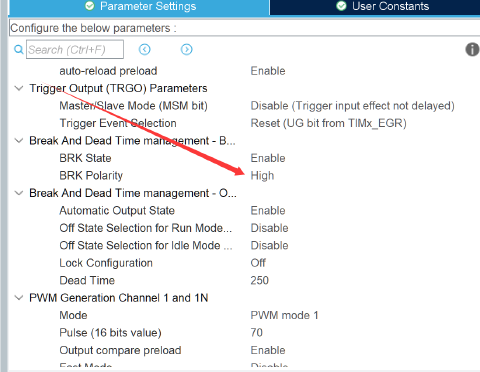 Parameter Settings
User Constants
Configure the below parameters :
Search (Ctrl+F)
auto-reload preload Enable
Trigger Output (TRGO) Parameters
Master/Slave Mode (MSM bit) Disable (Trigger input effect not delayed)
Trigger Event Selection Reset (UG bit from TIMx_EGR)
Break And Dead Time management - B...
BRK State Enable
BRK Polarity High
Break And Dead Time management - O...
Automatic Output State Enable
Off State Selection for Run Mode... Disable
Off State Selection for Idle Mode ... Disable
Lock Configuration Off
Dead Time 250
PWM Generation Channel 1 and 1N
Mode PWM mode 1
Pulse (16 bits value) 70
Output compare preload Enable
Fast Mode Disable